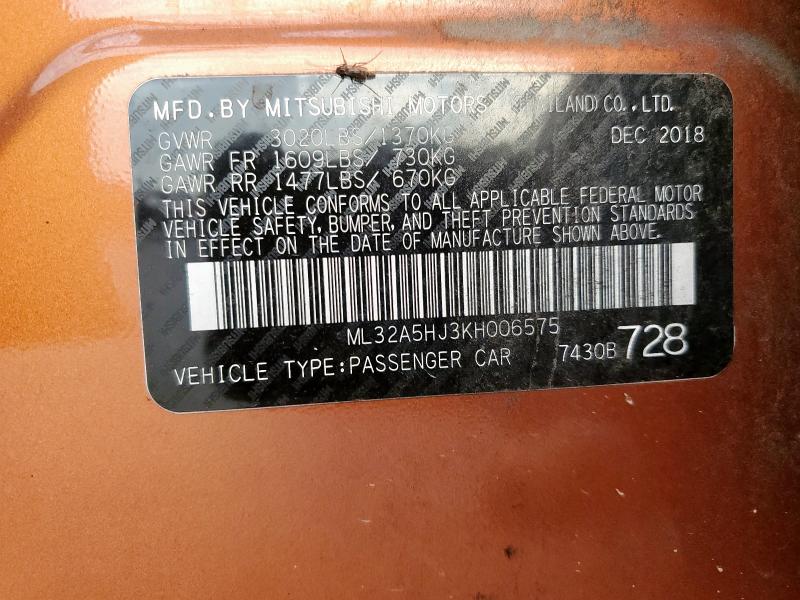 MFD.BY MITSUBISHI MOTORS CO.,LTD.
GVWR 3020LBS/1370KG DEC 2018
GAWR FR 1609LBS/ 730KG
GAWR RR 1477LBS/ 670KG
THIS VEHICLE CONFORMS TO ALL APPLICABLE FEDERAL MOTOR
VEHICLE SAFETY, BUMPER, AND THEFT PREVENTION STANDARDS
IN EFFECT ON THE DATE OF MANUFACTURE SHOWN ABOVE.
ML32A5HJ3KH006575
VEHICLE TYPE:PASSENGER CAR 7430B 728